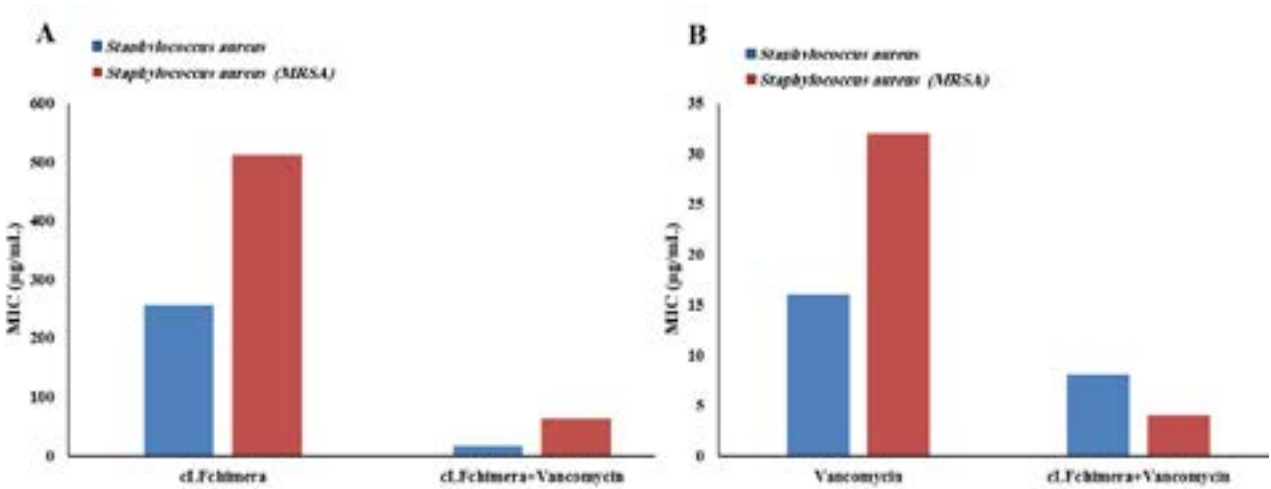 A
Staphylococcus aureus
Staphylococcus aureus (MRSA)
600
500
400
300
200
100
0
MIC (µg/mL)
cLFchimera
cLFchimera+Vancomycin
B
Staphylococcus aureus
Staphylococcus aureus (MRSA)
35
30
25
20
15
10
5
0
MIC (µg/mL)
Vancomycin
cLFchimera+Vancomycin